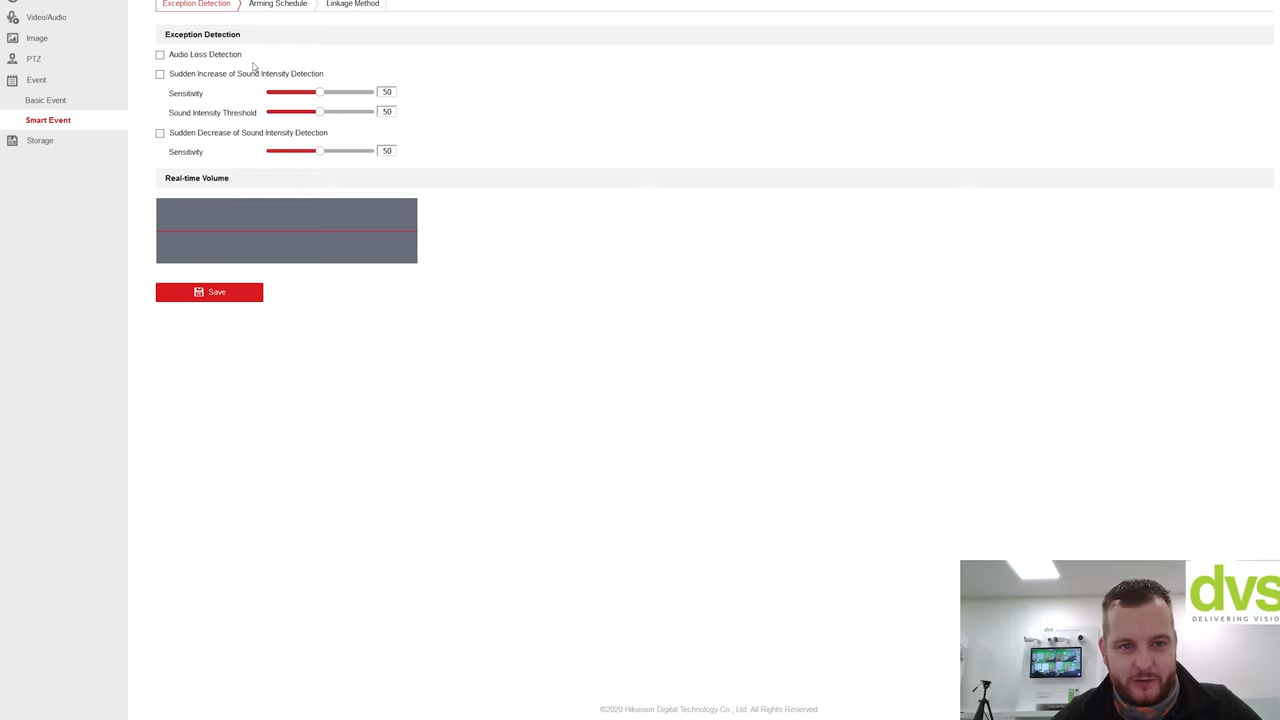 Exception Detection Arming Schedule Linkage Method
Video/Audio
Image
PTZ
Event
Basic Event
Smart Event
Storage
Exception Detection
Audio Loss Detection
Sudden Increase of Sound Intensity Detection
Sensitivity 50
Sound Intensity Threshold 50
Sudden Decrease of Sound Intensity Detection
Sensitivity 50
Real-time Volume
Save
dvs
DELIVERING VISIO
dvs
©2020 Hikvision Digital Technology Co., Ltd. All Rights Reserved.